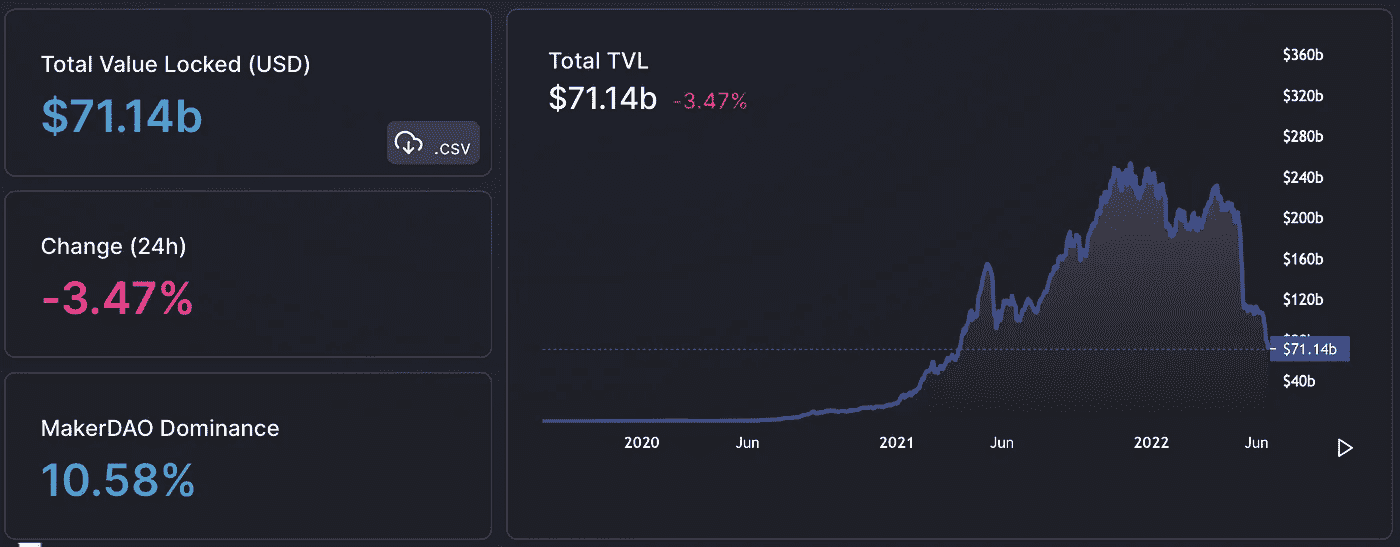 Total Value Locked (USD)
$71.14b
.csv
Change (24h)
-3.47%
MakerDAO Dominance
10.58%
Total TVL
$71.14b -3.47%
$360b
$320b
$280b
$240b
$200b
$160b
$120b
$71.14b
$40b
2020 Jun 2021 Jun 2022 Jun